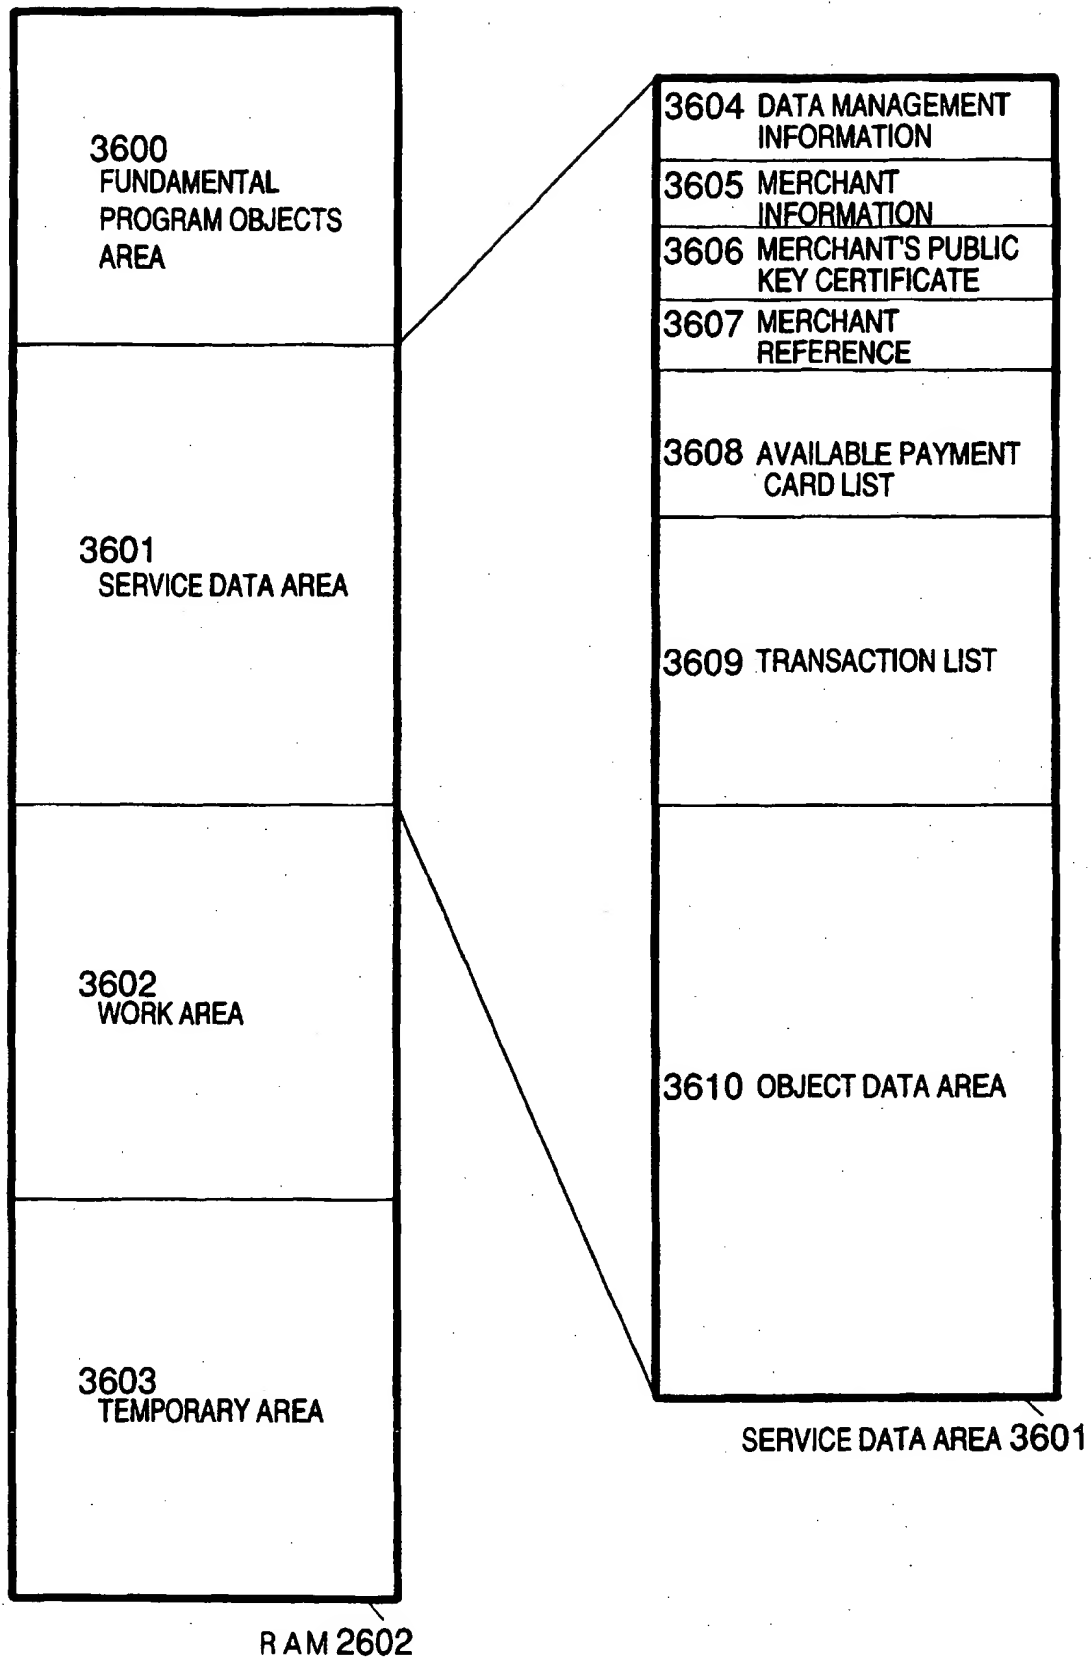 3600
FUNDAMENTAL
PROGRAM OBJECTS
AREA
3601
SERVICE DATA AREA
3602
WORK AREA
3603
TEMPORARY AREA
RAM 2602
3604 DATA MANAGEMENT
INFORMATION
3605 MERCHANT
INFORMATION
3606 MERCHANT'S PUBLIC
KEY CERTIFICATE
3607 MERCHANT
REFERENCE
3608 AVAILABLE PAYMENT
CARD LIST
3609 TRANSACTION LIST
3610 OBJECT DATA AREA
SERVICE DATA AREA 3601